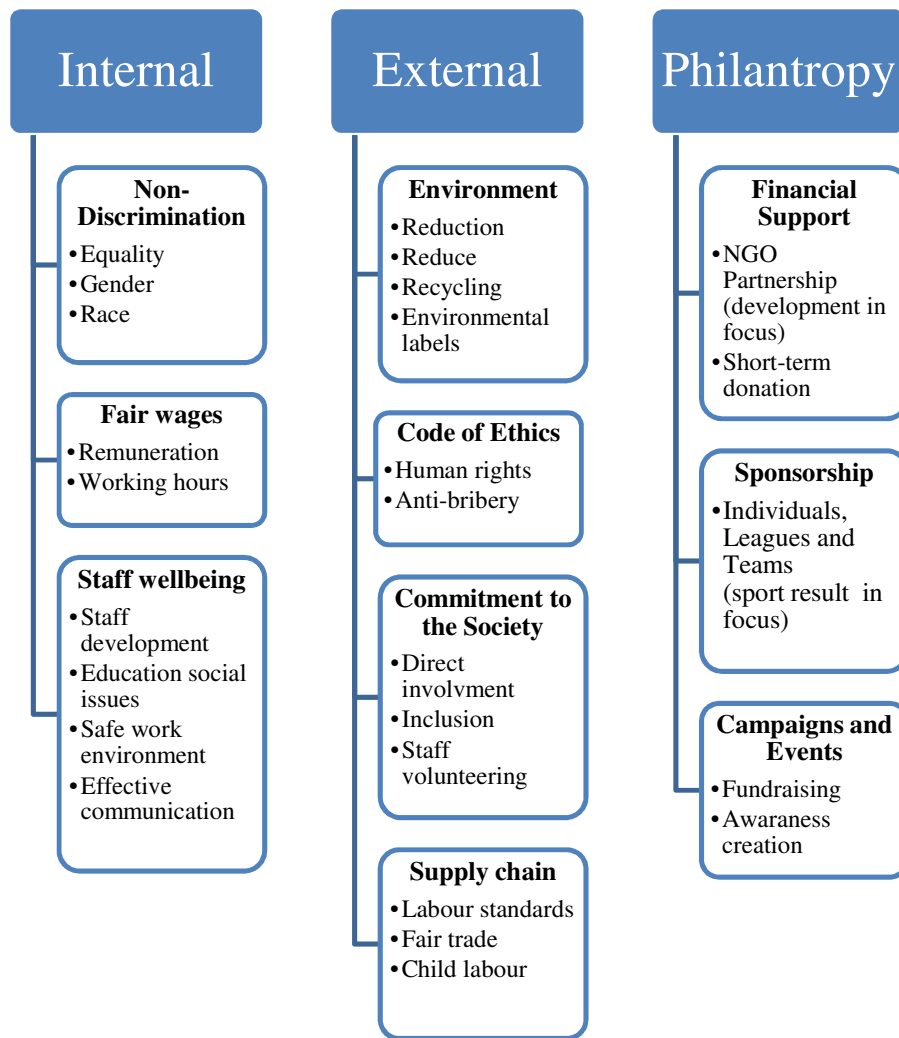 Internal
Non-
Discrimination
•Equality
•Gender
•Race
Fair wages
•Remuneration
•Working hours
Staff wellbeing
•Staff
development
•Education social
issues
•Safe work
environment
•Effective
communication
External
Environment
•Reduction
•Reduce
•Recycling
•Environmental
labels
Code of Ethics
•Human rights
•Anti-bribery
Commitment to
the Society
•Direct
involvment
•Inclusion
•Staff
volunteering
Supply chain
•Labour standards
•Fair trade
•Child labour
Philantropy
Financial
Support
•NGO
Partnership
(development in
focus)
•Short-term
donation
Sponsorship
•Individuals,
Leagues and
Teams
(sport result in
focus)
Campaigns and
Events
•Fundraising
•Awaraness
creation